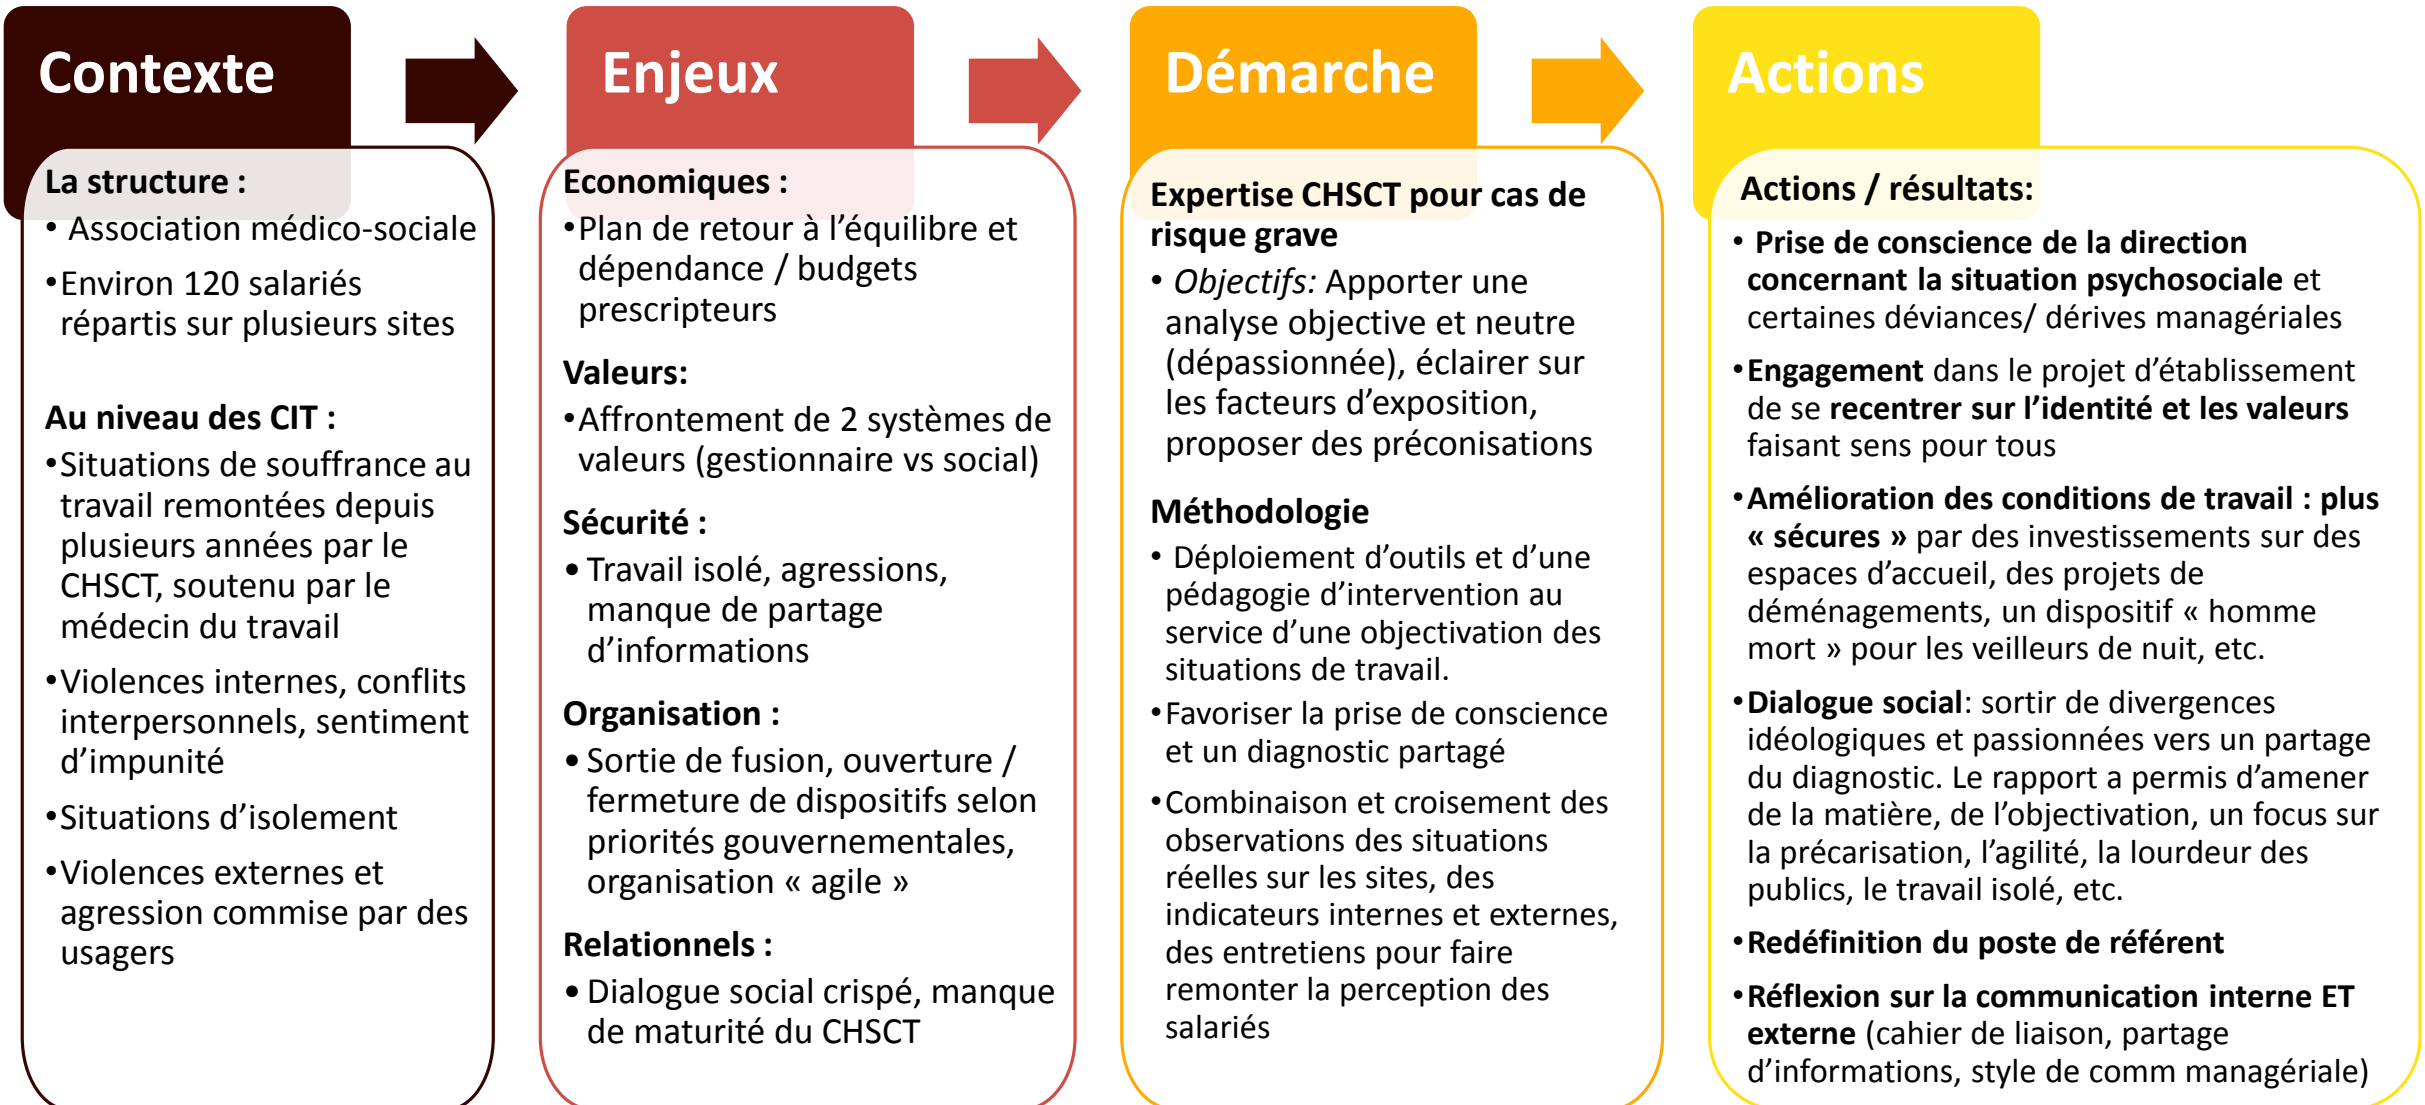 Contexte
La structure :
• Association médico-sociale
•Environ 120 salariés
répartis sur plusieurs sites
Au niveau des CIT :
•Situations de souffrance au
travail remontées depuis
plusieurs années par le
CHSCT, soutenu par le
médecin du travail
•Violences internes, conflits
interpersonnels, sentiment
d’impunité
•Situations d’isolement
•Violences externes et
agression commise par des
usagers
Enjeux
Economiques :
•Plan de retour à l’équilibre et
dépendance / budgets
prescripteurs
Valeurs:
•Affrontement de 2 systèmes de
valeurs (gestionnaire vs social)
Sécurité :
• Travail isolé, agressions,
manque de partage
d’informations
Organisation :
• Sortie de fusion, ouverture /
fermeture de dispositifs selon
priorités gouvernementales,
organisation « agile »
Relationnels :
• Dialogue social crispé, manque
de maturité du CHSCT
Démarche
Expertise CHSCT pour cas de
risque grave
• Objectifs: Apporter une
analyse objective et neutre
(dépassionnée), éclairer sur
les facteurs d’exposition,
proposer des préconisations
Méthodologie
• Déploiement d’outils et d’une
pédagogie d’intervention au
service d’une objectivation des
situations de travail.
•Favoriser la prise de conscience
et un diagnostic partagé
•Combinaison et croisement des
observations des situations
réelles sur les sites, des
indicateurs internes et externes,
des entretiens pour faire
remonter la perception des
salariés
Actions
Actions / résultats:
• Prise de conscience de la direction
concernant la situation psychosociale et
certaines déviances/ dérives managériales
•Engagement dans le projet d’établissement
de se recentrer sur l’identité et les valeurs
faisant sens pour tous
•Amélioration des conditions de travail : plus
« sécures » par des investissements sur des
espaces d’accueil, des projets de
déménagements, un dispositif « homme
mort » pour les veilleurs de nuit, etc.
•Dialogue social: sortir de divergences
idéologiques et passionnées vers un partage
du diagnostic. Le rapport a permis d’amener
de la matière, de l’objectivation, un focus sur
la précarisation, l’agilité, la lourdeur des
publics, le travail isolé, etc.
•Redéfinition du poste de référent
•Réflexion sur la communication interne ET
externe (cahier de liaison, partage
d’informations, style de comm managériale)